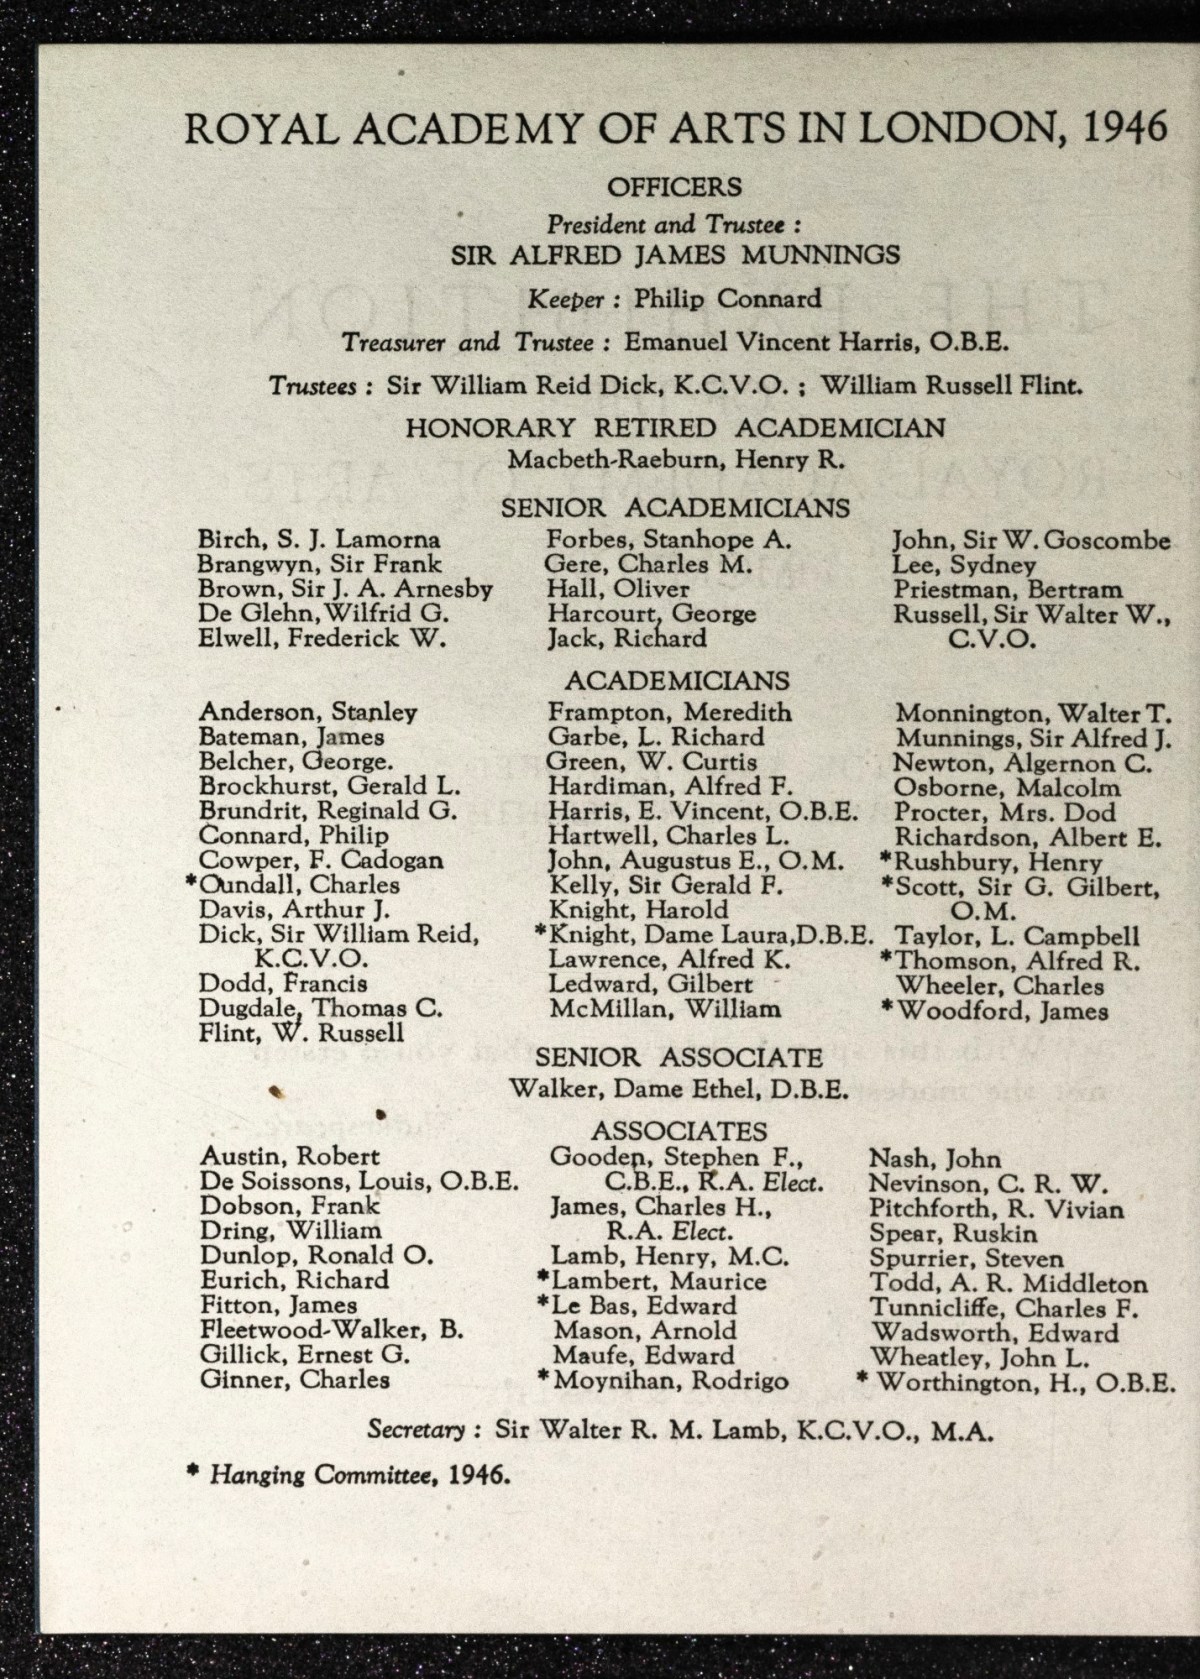 ROYAL ACADEMY OF ARTS IN LONDON, 1946
OFFICERS
President and Trustee :
SIR ALFRED JAMES MUNNINGS
Keeper : Philip Connard
Treasurer and Trustee : Emanuel Vincent Harris, O.B.E.
Trustees : Sir William Reid Dick, K.C.V.O. ; William Russell Flint.
HONORARY RETIRED ACADEMICIAN
Macbeth-Raeburn, Henry R.
SENIOR ACADEMICIANS
Birch, S. J. Lamorna
Brangwyn, Sir Frank
Brown, Sir J. A. Arnesby
De Glehn, Wilfrid G.
Elwell, Frederick W.
Forbes, Stanhope A.
Gere, Charles M.
Hall, Oliver
Harcourt, George
Jack, Richard
John, Sir W. Goscombe
Lee, Sydney
Priestman, Bertram
Russell, Sir Walter W.,
C.V.O.
ACADEMICIANS
Anderson, Stanley
Bateman, James
Belcher, George.
Brockhurst, Gerald L.
Brundrit, Reginald G.
Connard, Philip
Cowper, F. Cadogan
*Cundall, Charles
Davis, Arthur J.
Dick, Sir William Reid,
K.C.V.O.
Dodd, Francis
Dugdale, Thomas C.
Flint, W. Russell
Frampton, Meredith
Garbe, L. Richard
Green, W. Curtis
Hardiman, Alfred F.
Harris, E. Vincent, O.B.E.
Hartwell, Charles L.
John, Augustus E., O.M.
Kelly, Sir Gerald F.
Knight, Harold
*Knight, Dame Laura, D.B.E.
Lawrence, Alfred K.
Ledward, Gilbert
McMillan, William
Monnington, Walter T.
Munnings, Sir Alfred J.
Newton, Algernon C.
Osborne, Malcolm
Procter, Mrs. Dod
Richardson, Albert E.
*Rushbury, Henry
*Scott, Sir G. Gilbert,
O.M.
Taylor, L. Campbell
*Thomson, Alfred R.
Wheeler, Charles
*Woodford, James
SENIOR ASSOCIATE
Walker, Dame Ethel, D.B.E.
ASSOCIATES
Austin, Robert
De Soissons, Louis, O.B.E.
Dobson, Frank
Dring, William
Dunlop, Ronald O.
Eurich, Richard
Fitton, James
Fleetwood-Walker, B.
Gillick, Ernest G.
Ginner, Charles
Gooden, Stephen F.,
C.B.E., R.A. Elect.
James, Charles H.,
R.A. Elect.
Lamb, Henry, M.C.
*Lambert, Maurice
*Le Bas, Edward
Mason, Arnold
Maufe, Edward
*Moynihan, Rodrigo
Nash, John
Nevinson, C. R. W.
Pitchforth, R. Vivian
Spear, Ruskin
Spurrier, Steven
Todd, A. R. Middleton
Tunnicliffe, Charles F.
Wadsworth, Edward
Wheatley, John L.
* Worthington, H., O.B.E.
Secretary : Sir Walter R. M. Lamb, K.C.V.O., M.A.
* Hanging Committee, 1946.